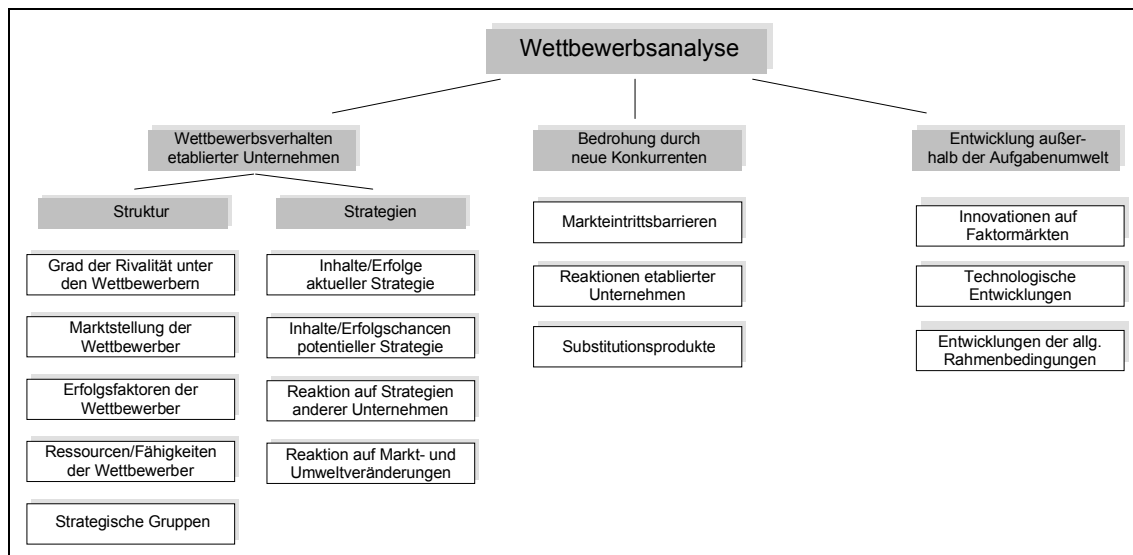 Wettbewerbsanalyse
Wettbewerbsverhalten
etablierter Unternehmen
Struktur
Grad der Rivalität unter
den Wettbewerbern
Marktstellung der
Wettbewerber
Erfolgsfaktoren der
Wettbewerber
Ressourcen/Fähigkeiten
der Wettbewerber
Strategische Gruppen
Strategien
Inhalte/Erfolge
aktueller Strategie
Inhalte/Erfolgschancen
potentieller Strategie
Reaktion auf Strategien
anderer Unternehmen
Reaktion auf Markt- und
Umweltveränderungen
Bedrohung durch
neue Konkurrenten
Markteintrittsbarrieren
Reaktionen etablierter
Unternehmen
Substitutionsprodukte
Entwicklung außer-
halb der Aufgabenumwelt
Innovationen auf
Faktormärkten
Technologische
Entwicklungen
Entwicklungen der allg.
Rahmenbedingungen